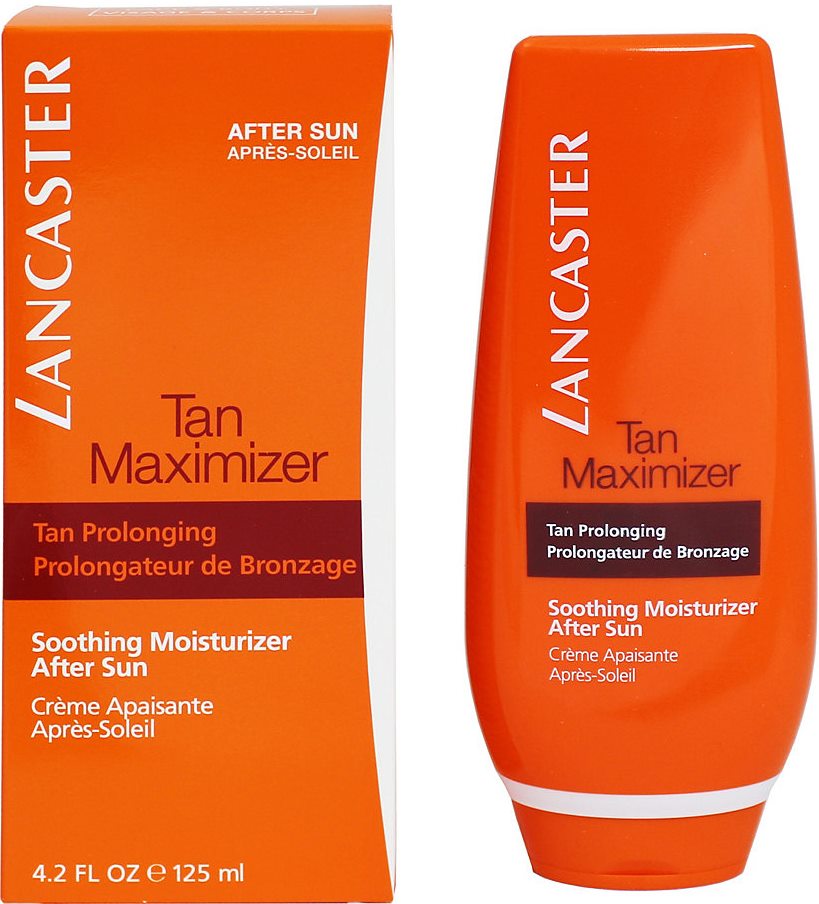 LANCASTER
AFTER SUN
APRÈS-SOLEIL
Tan
Maximizer
Tan Prolonging
Prolongateur de Bronzage
Soothing Moisturizer
After Sun
Crème Apaisante
Après-Soleil
4.2 FL OZ e 125 ml
LANCASTER
Tan
Maximizer
Tan Prolonging
Prolongateur de Bronzage
Soothing Moisturizer
After Sun
Crème Apaisante
Après-Soleil